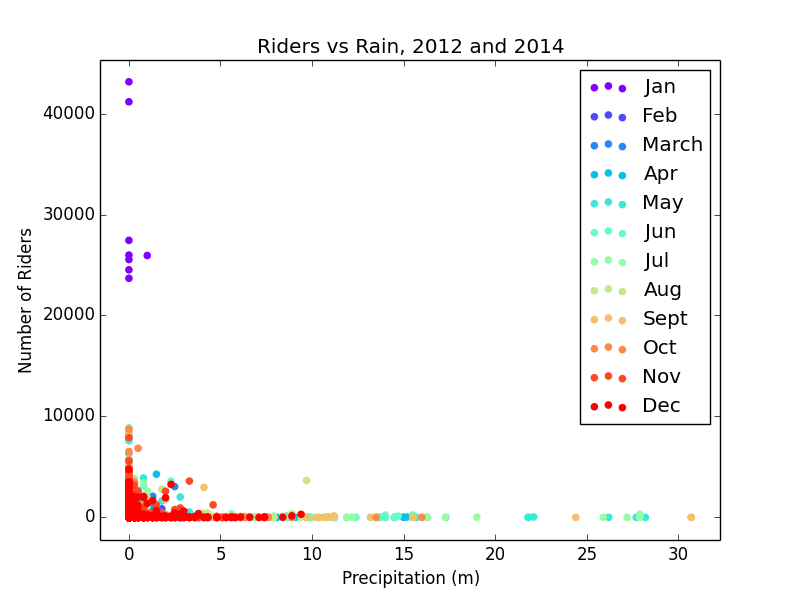 Riders vs Rain, 2012 and 2014
Jan
Feb
March
Apr
May
Jun
Jul
Aug
Sept
Oct
Nov
Dec
40000
30000
20000
10000
0
Number of Riders
0 5 10 15 20 25 30
Precipitation (m)